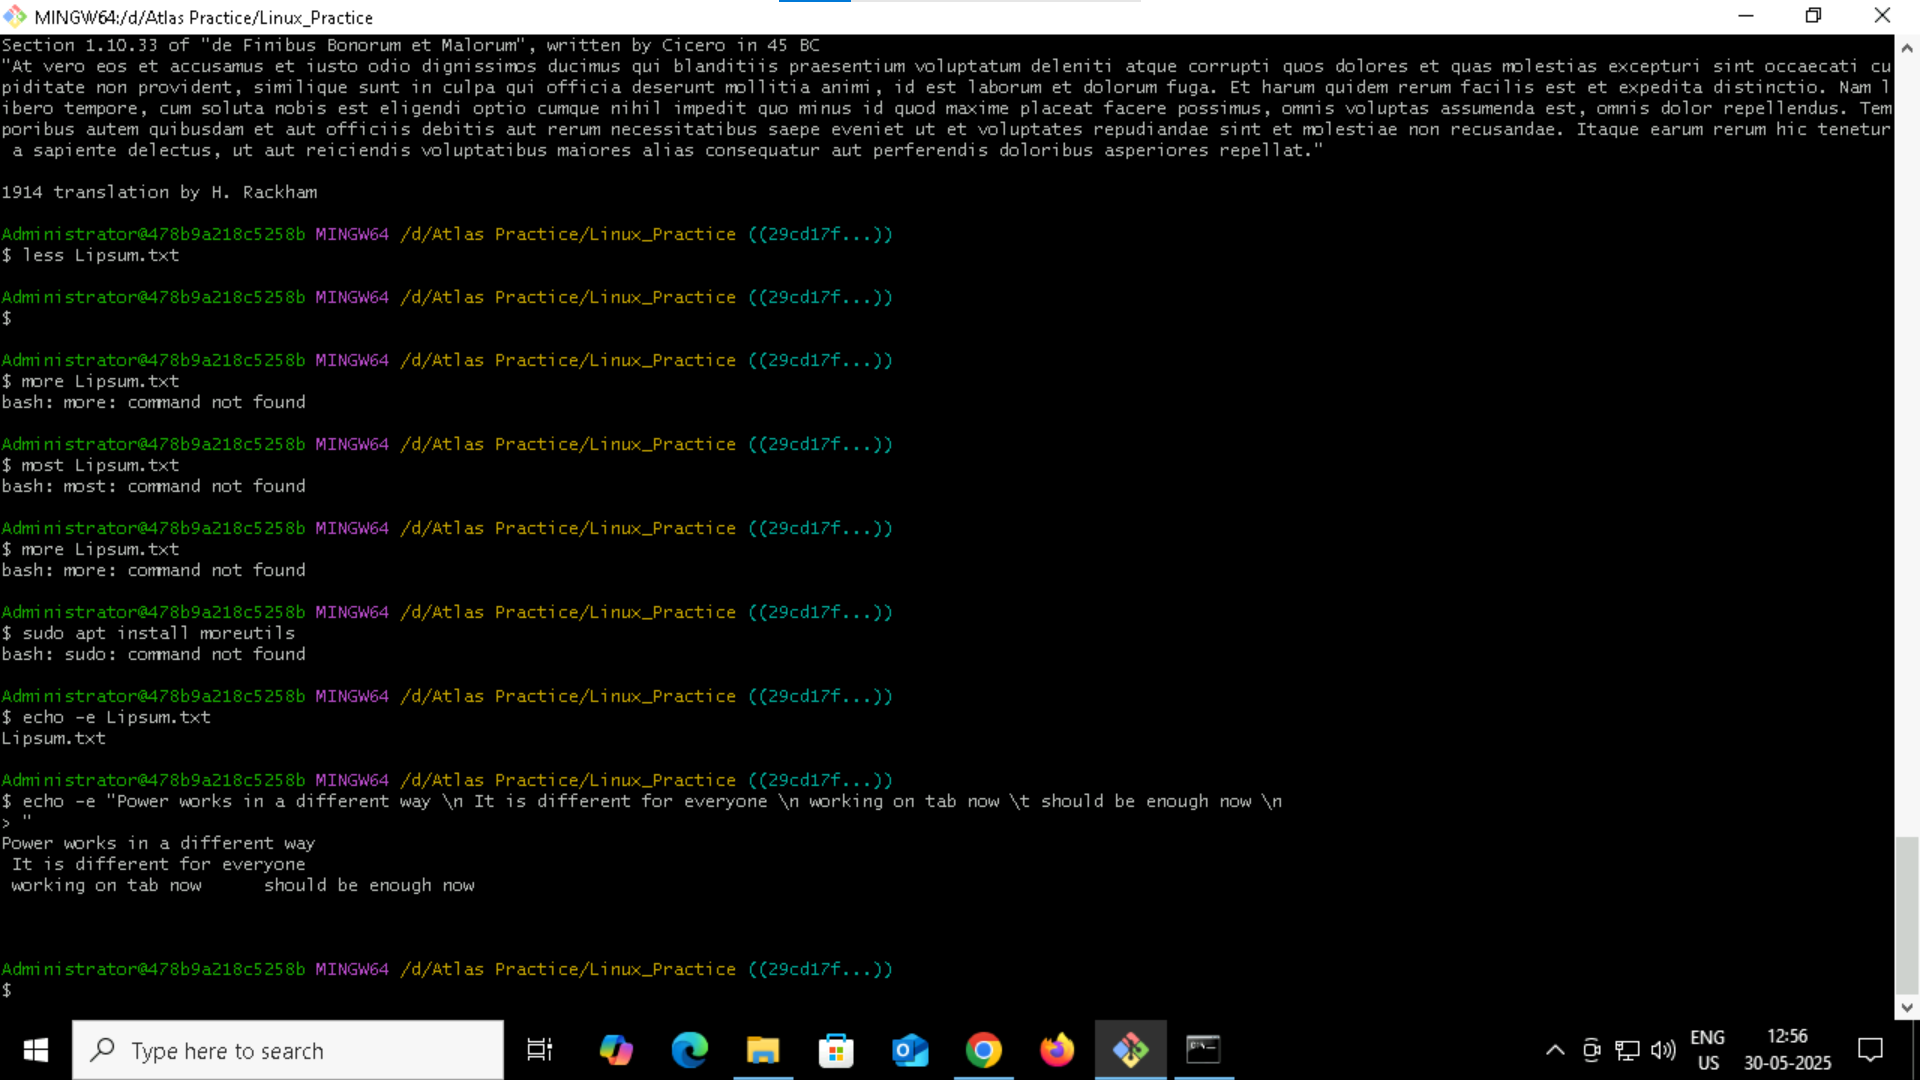 MINGW64:/d/Atlas Practice/Linux_Practice
Section 1.10.33 of "de Finibus Bonorum et Malorum", written by Cicero in 45 BC
"At vero eos et accusamus et iusto odio dignissimos ducimus qui blanditiis praesentium voluptatum deleniti atque corrupti quos dolores et quas molestias excepturi sint occaecati cu
piditate non provident, similique sunt in culpa qui officia deserunt mollitia animi, id est laborum et dolorum fuga. Et harum quidem rerum facilis est et expedita distinctio. Nam l
ibero tempore, cum soluta nobis est eligendi optio cumque nihil impedit quo minus id quod maxime placeat facere possimus, omnis voluptas assumenda est, omnis dolor repellendus. Tem
poribus autem quibusdam et aut officiis debitis aut rerum necessitatibus saepe eveniet ut et voluptates repudiandae sint et molestiae non recusandae. Itaque earum rerum hic tenetur
 a sapiente delectus, ut aut reiciendis voluptatibus maiores alias consequatur aut perferendis doloribus asperiores repellat."
1914 translation by H. Rackham
Administrator@478b9a218c5258b MINGW64 /d/Atlas Practice/Linux_Practice ((29cd17f...))
$ less Lipsum.txt
Administrator@478b9a218c5258b MINGW64 /d/Atlas Practice/Linux_Practice ((29cd17f...))
$
Administrator@478b9a218c5258b MINGW64 /d/Atlas Practice/Linux_Practice ((29cd17f...))
$ more Lipsum.txt
bash: more: command not found
Administrator@478b9a218c5258b MINGW64 /d/Atlas Practice/Linux_Practice ((29cd17f...))
$ most Lipsum.txt
bash: most: command not found
Administrator@478b9a218c5258b MINGW64 /d/Atlas Practice/Linux_Practice ((29cd17f...))
$ more Lipsum.txt
bash: more: command not found
Administrator@478b9a218c5258b MINGW64 /d/Atlas Practice/Linux_Practice ((29cd17f...))
$ sudo apt install moreutils
bash: sudo: command not found
Administrator@478b9a218c5258b MINGW64 /d/Atlas Practice/Linux_Practice ((29cd17f...))
$ echo -e Lipsum.txt
Lipsum.txt
Administrator@478b9a218c5258b MINGW64 /d/Atlas Practice/Linux_Practice ((29cd17f...))
$ echo -e "Power works in a different way \n It is different for everyone \n working on tab now \t should be enough now \n
> "
Power works in a different way
 It is different for everyone
 working on tab now      should be enough now
Administrator@478b9a218c5258b MINGW64 /d/Atlas Practice/Linux_Practice ((29cd17f...))
$
Type here to search
ENG
US
12:56
30-05-2025